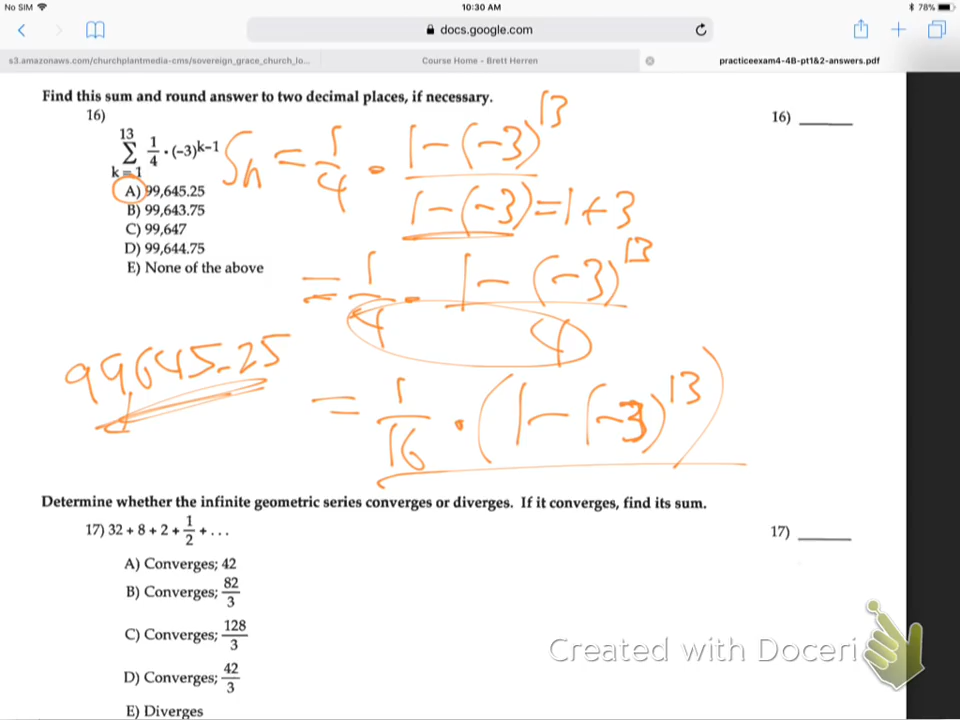 No SIM 10:30 AM 78%
docs.google.com
s3.amazonaws.com/churchplantmedia-cms/sovereign_grace_church_lo... Course Home - Brett Herren practiceexam4-4B-pt1&2-answers.pdf
Find this sum and round answer to two decimal places, if necessary.
16) 16) ______
13
Σ 1/4 · (-3)^k-1
k = 1
Sn = 1/4 · 1-(-3)^13 / 1-(-3) = 1+3
A) 99,645.25
B) 99,643.75
C) 99,647
D) 99,644.75
E) None of the above
= 1/4 · 1-(-3)^13 / 4
99,645.25
= 1/16 · (1-(-3)^13)
Determine whether the infinite geometric series converges or diverges. If it converges, find its sum.
17) 32 + 8 + 2 + 1/2 + . . . 17) ______
A) Converges; 42
B) Converges; 82/3
C) Converges; 128/3
D) Converges; 42/3
E) Diverges
Created with Doceri